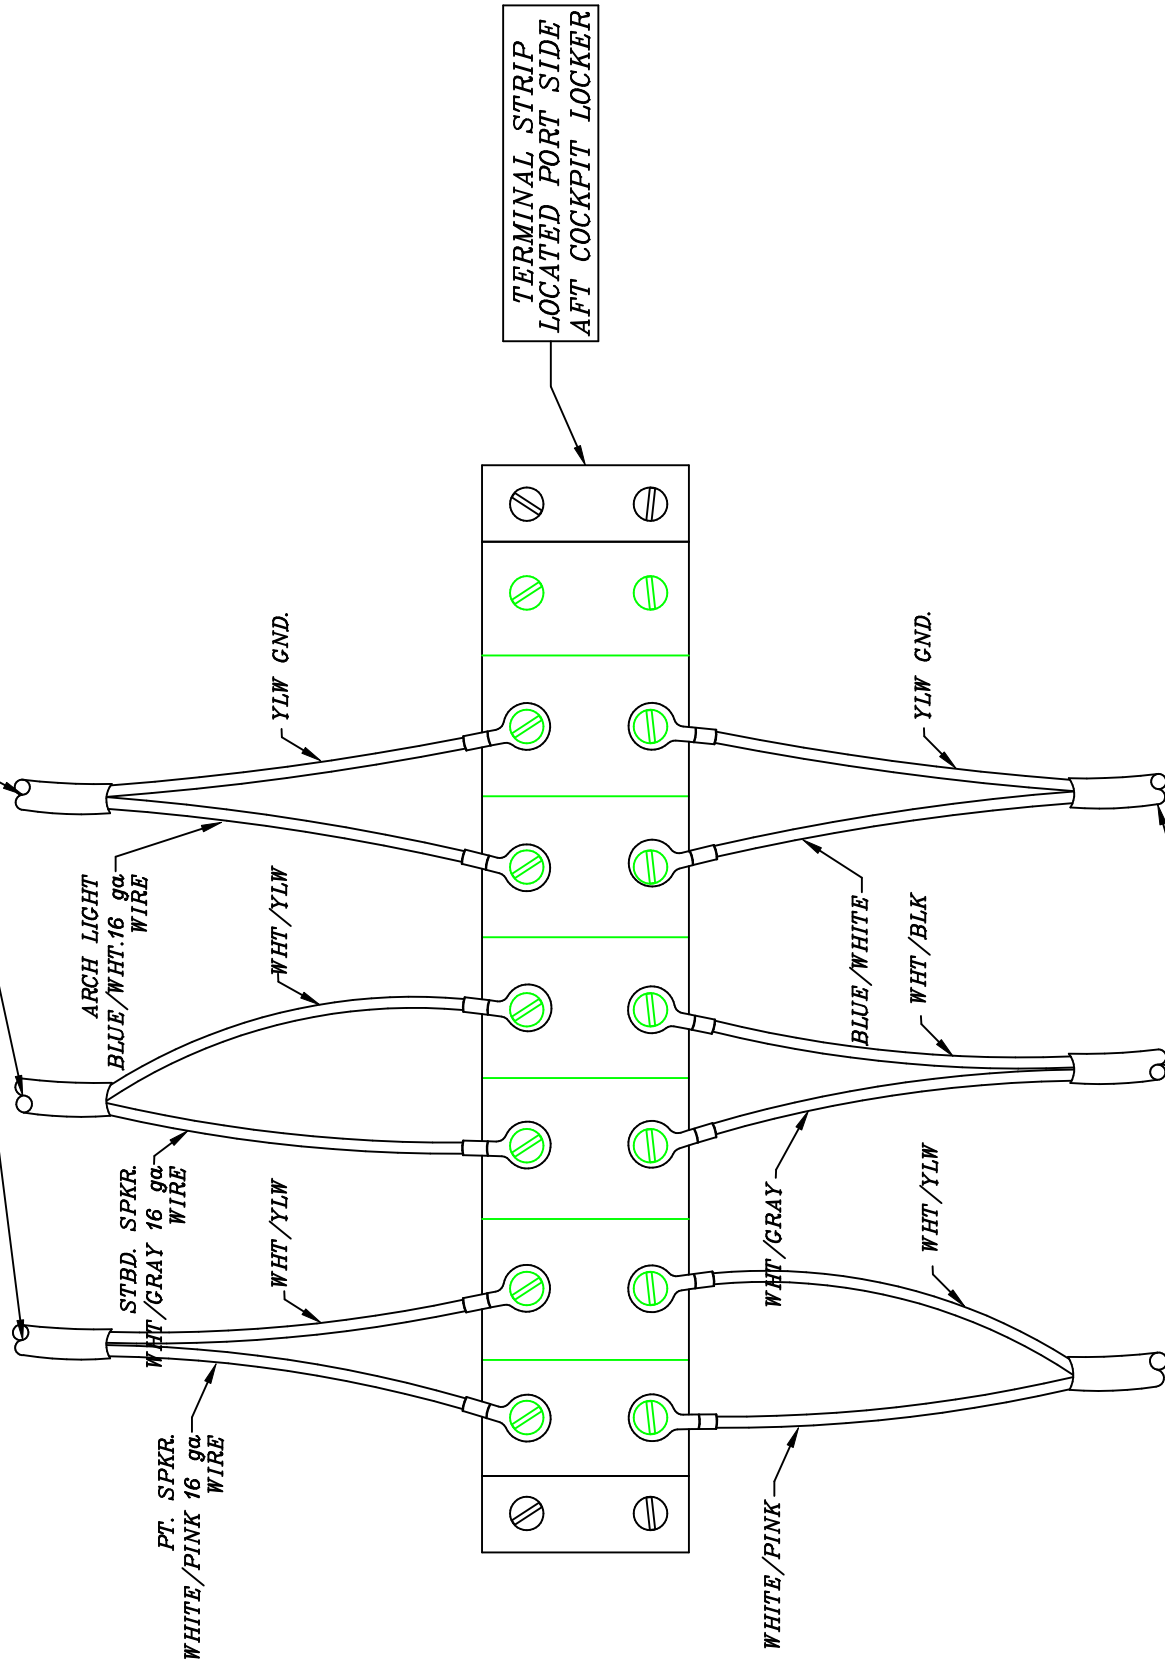 TERMINAL STRIP
LOCATED PORT SIDE
AFT COCKPIT LOCKER
PT. SPKR.
WHITE/PINK 16 ga
WIRE
WHT/YLW
STBD. SPKR.
WHT/GRAY 16 ga
WIRE
WHT/YLW
ARCH LIGHT
BLUE/WHT.16 ga
WIRE
YLW GND.
WHITE/PINK
WHT/YLW
WHT/GRAY
WHT/BLK
BLUE/WHITE
YLW GND.